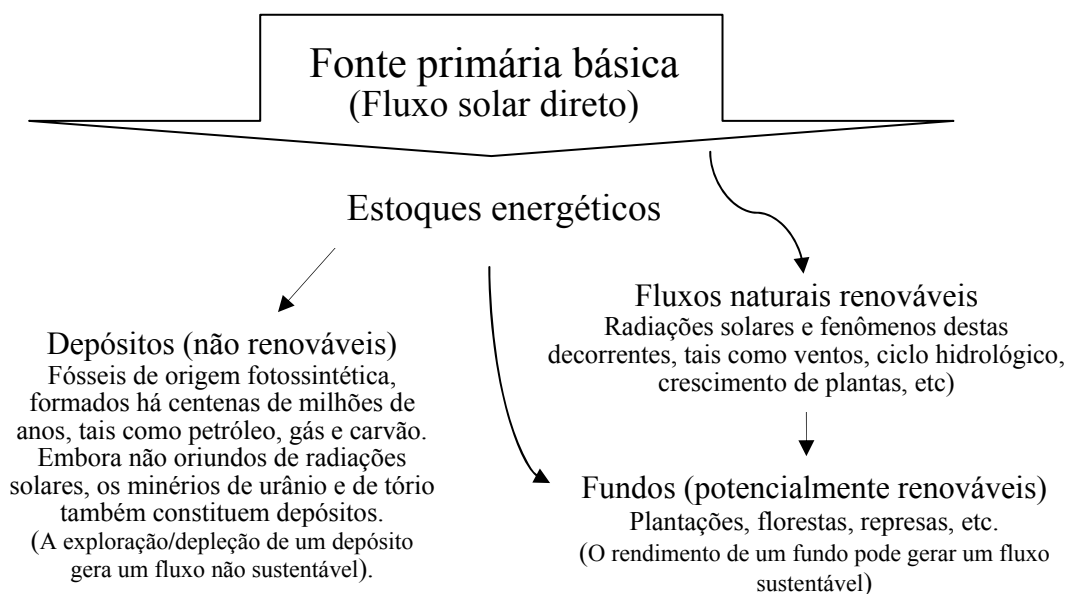 Fonte primária básica
(Fluxo solar direto)
Estoques energéticos
Depósitos (não renováveis)
Fósseis de origem fotossintética,
formados há centenas de milhões de
anos, tais como petróleo, gás e carvão.
Embora não oriundos de radiações
solares, os minérios de urânio e de tório
também constituem depósitos.
(A exploração/depleção de um depósito
gera um fluxo não sustentável).
Fluxos naturais renováveis
Radiações solares e fenômenos destas
decorrentes, tais como ventos, ciclo hidrológico,
crescimento de plantas, etc)
Fundos (potencialmente renováveis)
Plantações, florestas, represas, etc.
(O rendimento de um fundo pode gerar um fluxo
sustentável)